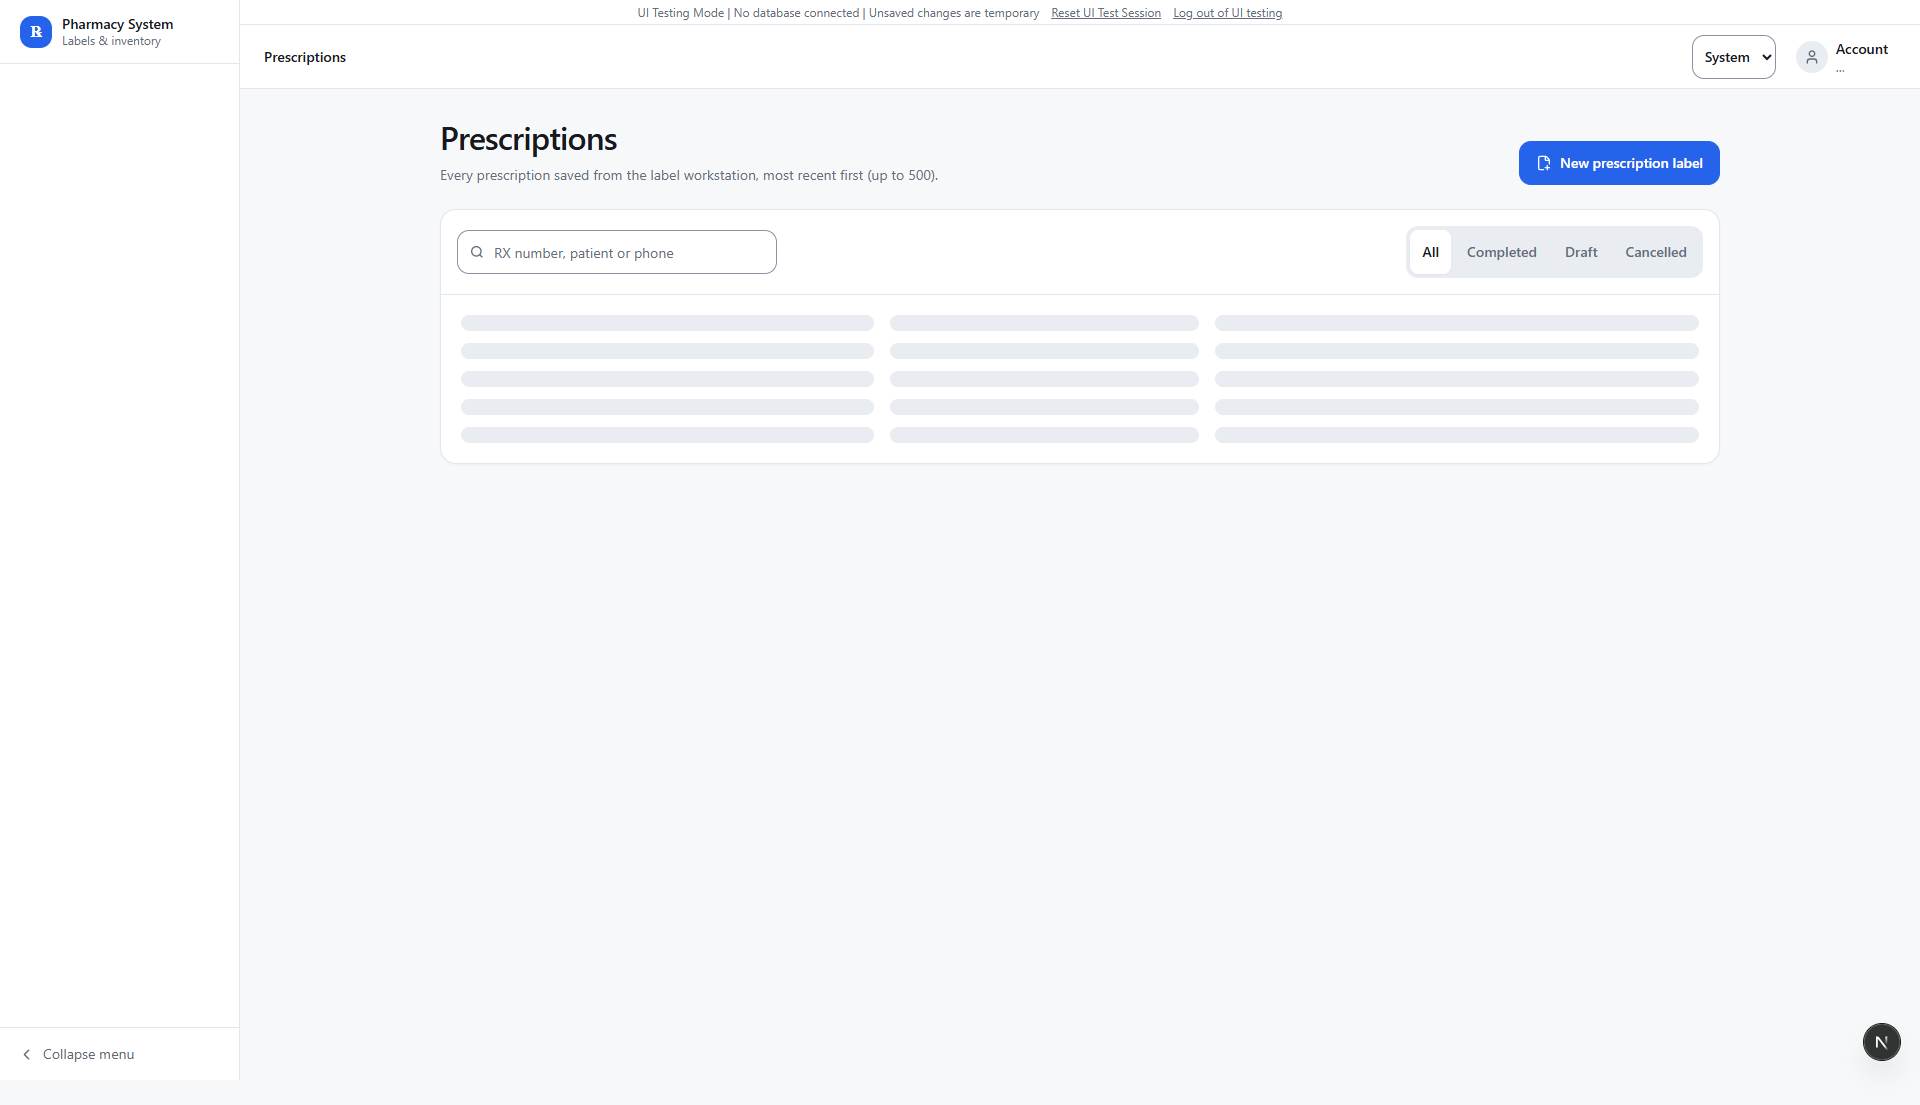 Pharmacy System
Labels & inventory
UI Testing Mode | No database connected | Unsaved changes are temporary Reset UI Test Session Log out of UI testing
Prescriptions
System
Account
...
Prescriptions
Every prescription saved from the label workstation, most recent first (up to 500).
New prescription label
RX number, patient or phone
All Completed Draft Cancelled
Collapse menu
N